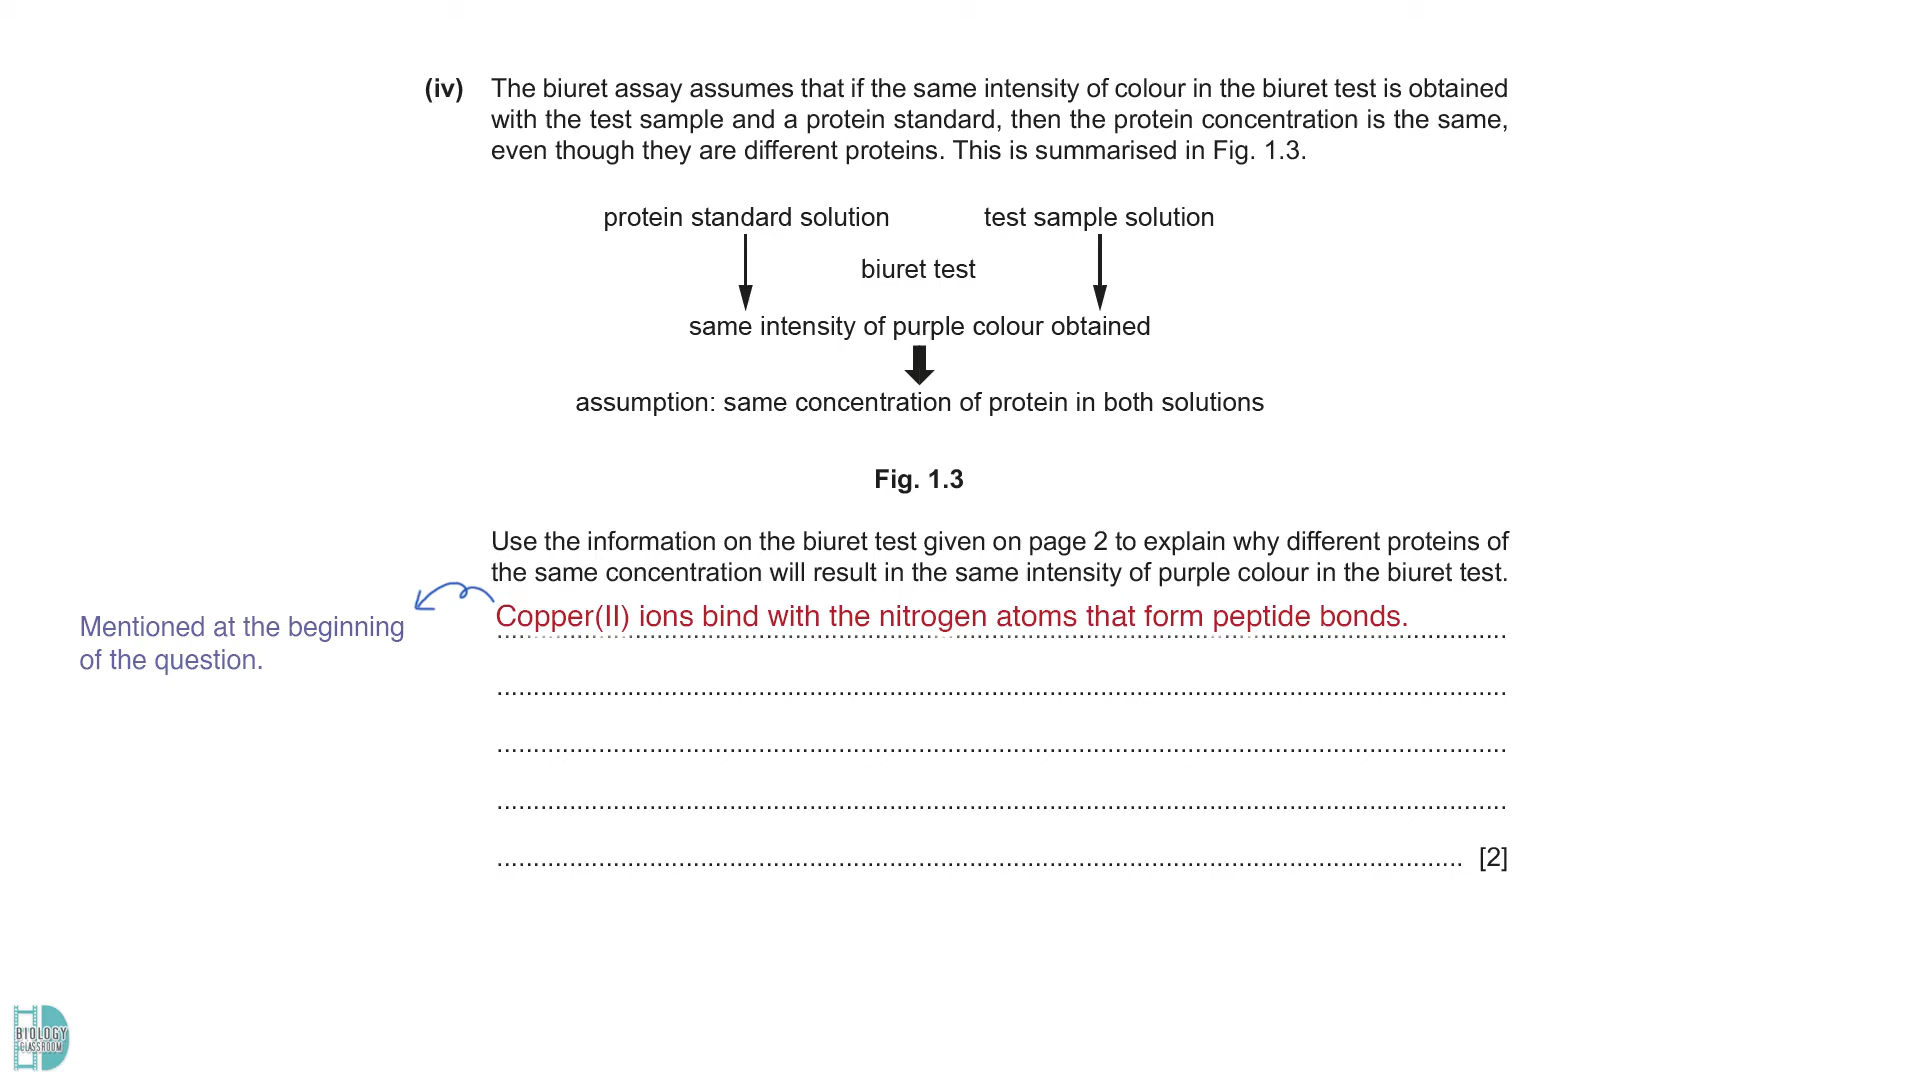 (iv) The biuret assay assumes that if the same intensity of colour in the biuret test is obtained
with the test sample and a protein standard, then the protein concentration is the same,
even though they are different proteins. This is summarised in Fig. 1.3.
protein standard solution test sample solution
biuret test
same intensity of purple colour obtained
assumption: same concentration of protein in both solutions
Fig. 1.3
Use the information on the biuret test given on page 2 to explain why different proteins of
the same concentration will result in the same intensity of purple colour in the biuret test.
Copper(II) ions bind with the nitrogen atoms that form peptide bonds.
Mentioned at the beginning
of the question.
[2]
BIOLOGY
CLASSROOM